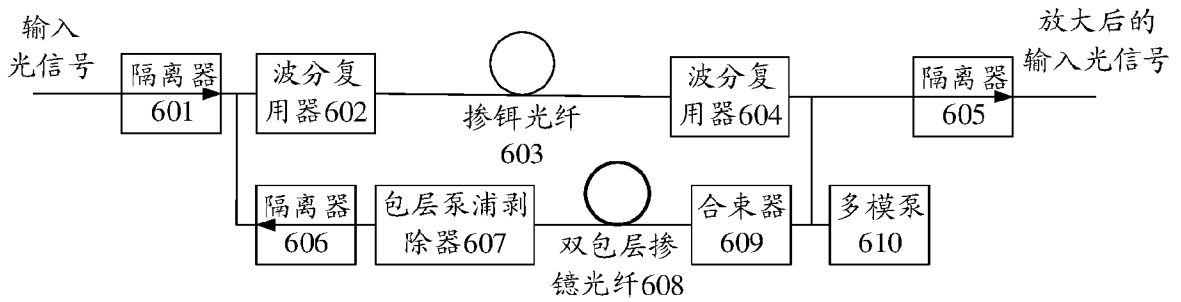 输入
光信号
隔离器
601
波分复
用器602
掺铒光纤
603
波分复
用器604
隔离器
605
放大后的
输入光信号
隔离器
606
包层泵浦剥
除器607
双包层掺
镜光纤608
合束器
609
多模泵
610